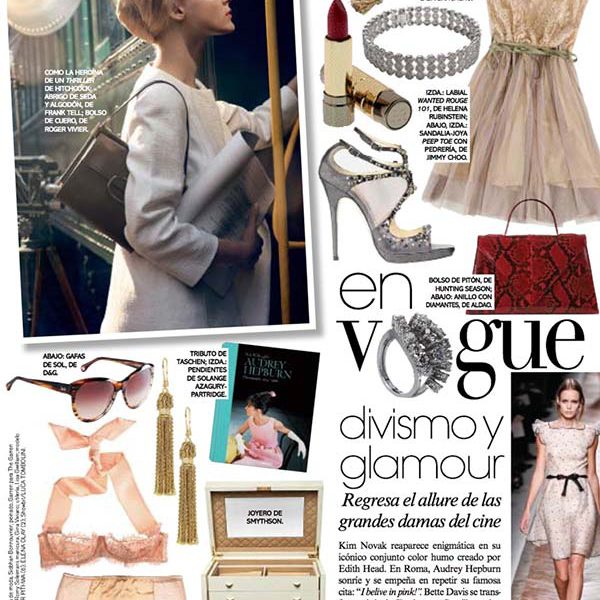 COMO LA HEROÍNA
DE UN THRILLER
DE HITCHCOCK:
ABRIGO DE SEDA
Y ALGODÓN, DE
FRANK TELL; BOLSO
DE CUERO, DE
ROGER VIVIER.
IZDA.: LABIAL
WANTED ROUGE
101, DE HELENA
RUBINSTEIN;
ABAJO, IZDA.:
SANDALIA-JOYA
PEEP TOE CON
PEDRERÍA, DE
JIMMY CHOO.
BOLSO DE PITÓN, DE
HUNTING SEASON;
ABAJO: ANILLO CON
DIAMANTES, DE ALDAO.
en
vogue
divismo y
glamour
Regresa el allure de las
grandes damas del cine
Kim Novak reaparece enigmática en su
icónico conjunto color humo creado por
Edith Head. En Roma, Audrey Hepburn
sonríe y se empeña en repetir su famosa
cita: “I belive in pink!”. Bette Davis se trans-
ABAJO: GAFAS
DE SOL, DE
D&G.
TRIBUTO DE
TASCHEN; IZDA.:
PENDIENTES
DE SOLANGE
AZAGURY-
PARTRIDGE.
AUDREY
HEPBURN
JOYERO DE
SMYTHSON.